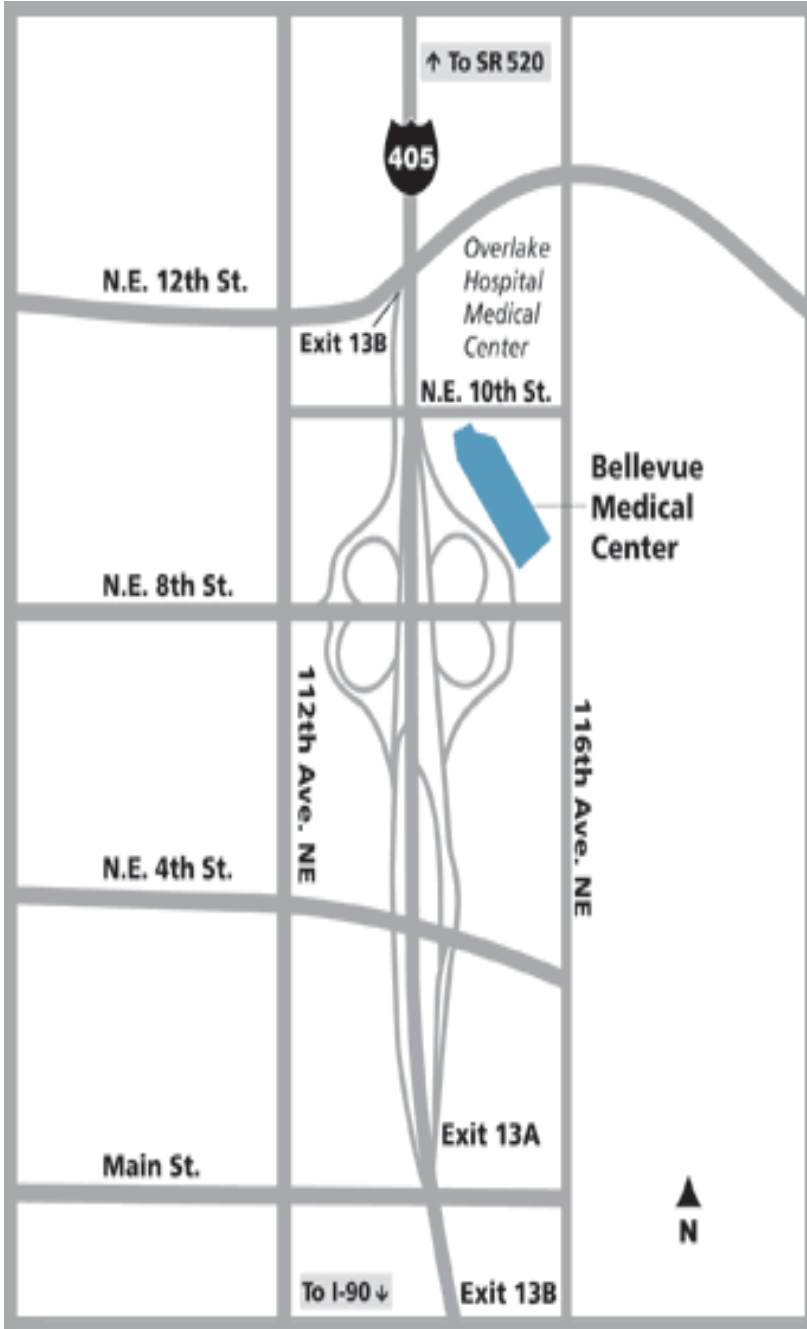 ↑ To SR 520
405
Overlake
Hospital
Medical
Center
N.E. 12th St.
Exit 13B
N.E. 10th St.
Bellevue
Medical
Center
N.E. 8th St.
112th Ave. NE
116th Ave. NE
N.E. 4th St.
Exit 13A
Main St.
N
To I-90 ↓
Exit 13B